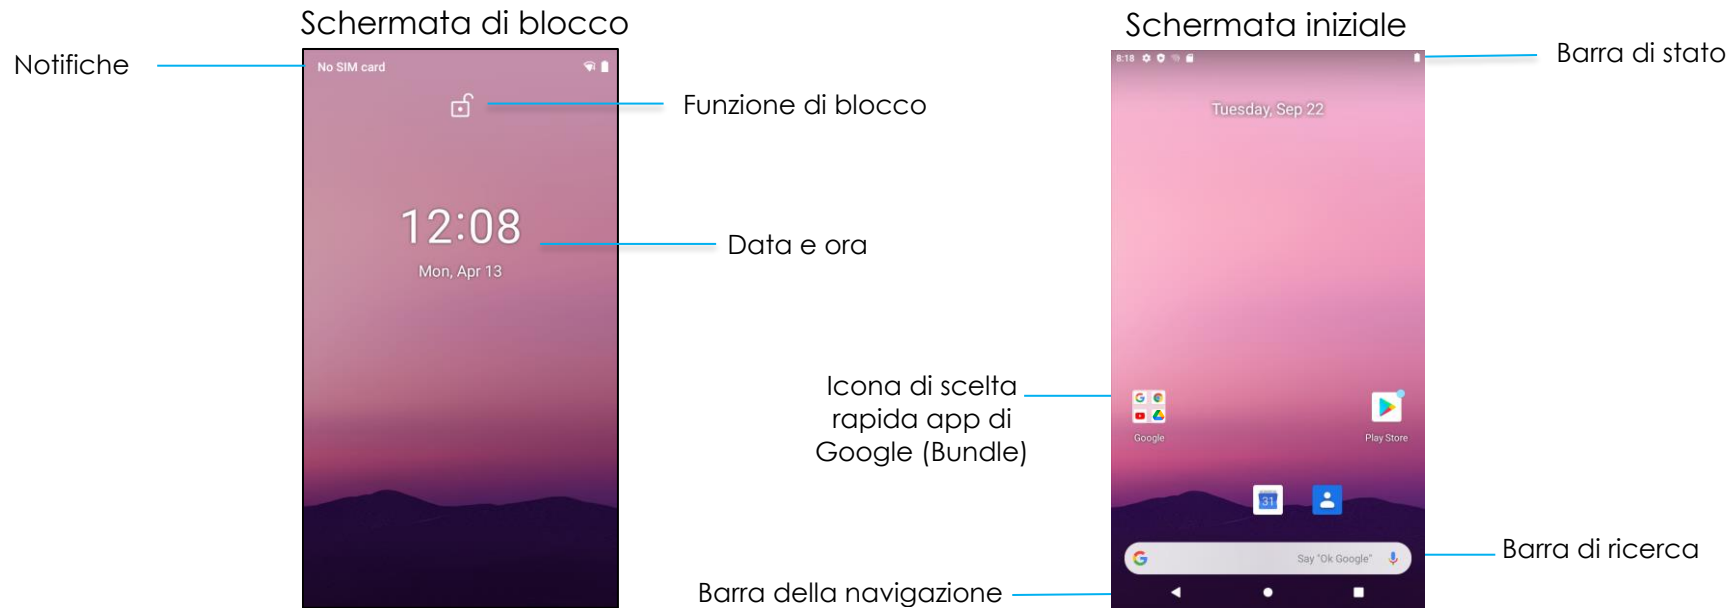 Schermata di blocco
Notifiche
No SIM card
Funzione di blocco
12:08
Mon, Apr 13
Data e ora
Schermata iniziale
8:18
Barra di stato
Tuesday, Sep 22
Icona di scelta
rapida app di
Google (Bundle)
Google
Play Store
31
G
Say "Ok Google"
Barra di ricerca
Barra della navigazione